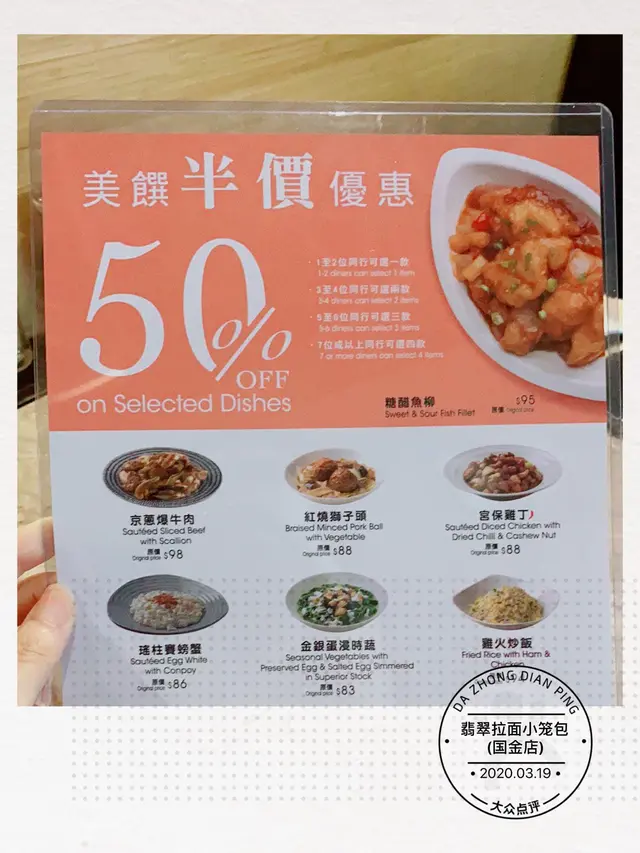 美饌半價優惠
50% OFF
on Selected Dishes
· 1至2位同行可選一款
1-2 diners can select 1 item
· 3至4位同行可選兩款
3-4 diners can select 2 items
· 5至6位同行可選三款
5-6 diners can select 3 items
· 7位或以上同行可選四款
7 or more diners can select 4 items
糖醋魚柳
Sweet & Sour Fish Fillet
原價 Original price $95
京蔥爆牛肉
Sautéed Sliced Beef
with Scallion
原價 Original price $98
紅燒獅子頭
Braised Minced Pork Ball
with Vegetable
原價 Original price $88
宮保雞丁
Sautéed Diced Chicken with
Dried Chilli & Cashew Nut
原價 Original price $88
瑤柱賽螃蟹
Sautéed Egg White
with Conpoy
原價 Original price $86
金銀蛋浸時蔬
Seasonal Vegetables with
Preserved Egg & Salted Egg Simmered
in Superior Stock
原價 Original price $83
雞火炒飯
Fried Rice with Ham &
Chicken
DA ZHONG DIAN PING
翡翠拉面小笼包
(国金店)
2020.03.19
大众点评